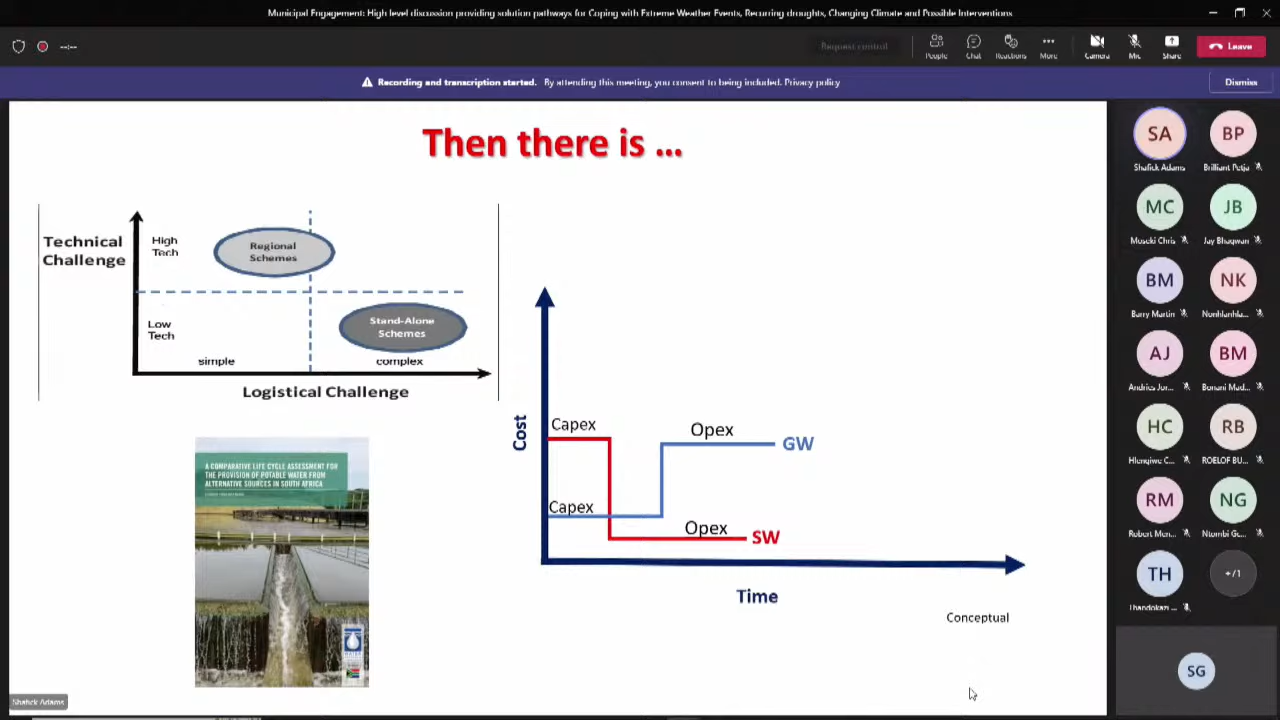 Municipal Engagement: High level discussion providing solution pathways for Coping with Extreme Weather Events, Recurring droughts, Changing Climate and Possible Interventions
--:--
Request control
People
Chat
Reactions
More
Camera
Mic
Share
Leave
Recording and transcription started. By attending this meeting, you consent to being included. Privacy policy
Dismiss
Then there is ...
Technical
Challenge
High
Tech
Regional
Schemes
Low
Tech
Stand-Alone
Schemes
simple
complex
Logistical Challenge
A COMPARATIVE LIFE CYCLE ASSESSMENT FOR
THE PROVISION OF POTABLE WATER FROM
ALTERNATIVE SOURCES IN SOUTH AFRICA
Cost
Capex
Opex
GW
Capex
Opex
SW
Time
Conceptual
Shafick Adams
SA
Shafick Adams
BP
Brilliant Petja
MC
Moseki Chris
JB
Jay Bhagwan
BM
Barry Martin
NK
Nonhlanhla...
AJ
Andries Jor...
BM
Bonani Mad...
HC
Hlengiwe C...
RB
ROELOF BU...
RM
Robert Men...
NG
Ntombi Gc...
TH
Thandokazi ...
+/1
SG